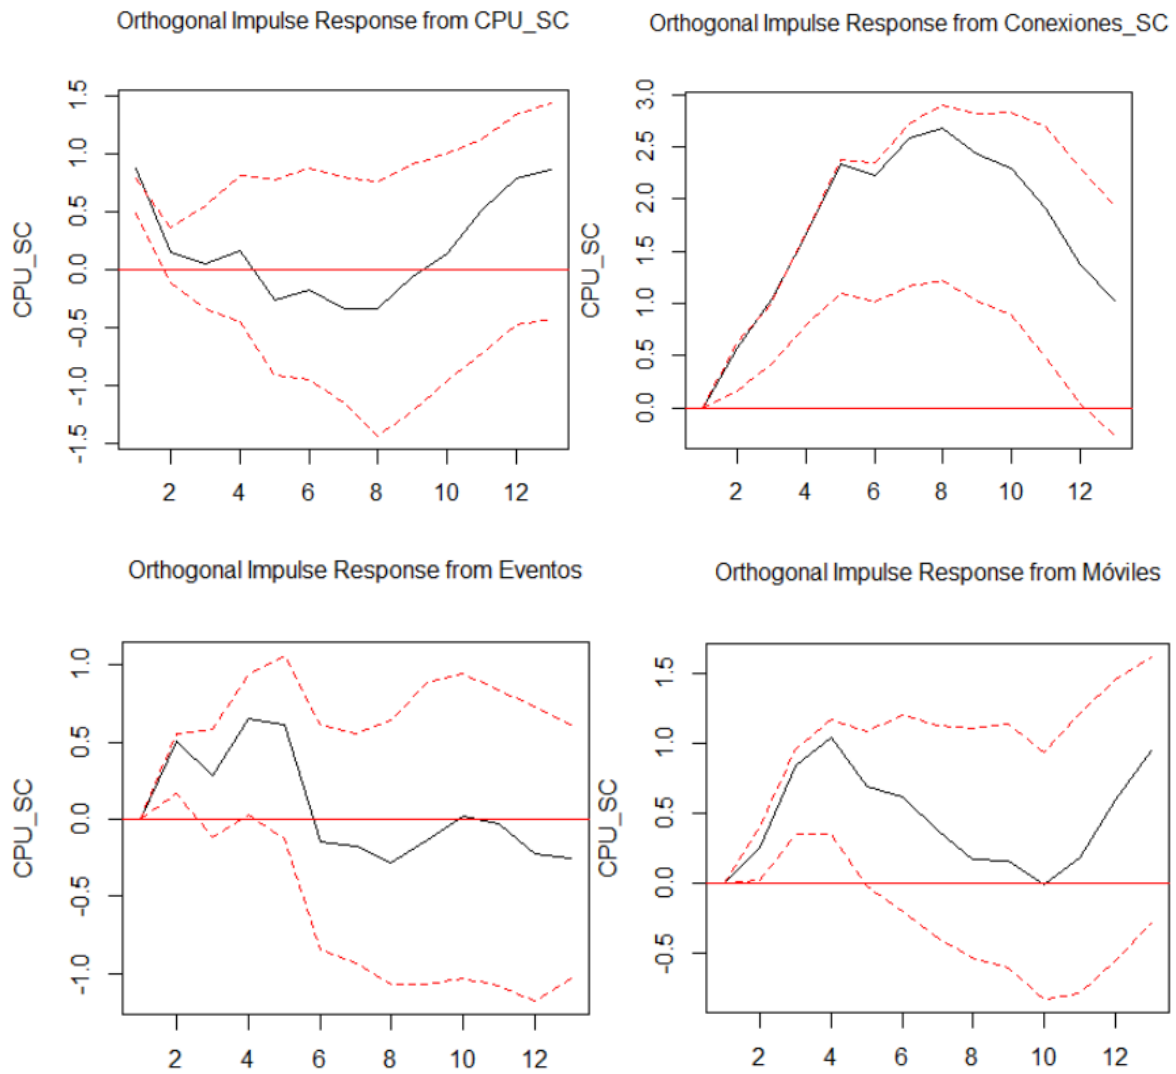 Orthogonal Impulse Response from CPU_SC
CPU_SC
1.5
1.0
0.5
0.0
-0.5
-1.0
-1.5
2 4 6 8 10 12
Orthogonal Impulse Response from Conexiones_SC
CPU_SC
3.0
2.5
2.0
1.5
1.0
0.5
0.0
2 4 6 8 10 12
Orthogonal Impulse Response from Eventos
CPU_SC
1.0
0.5
0.0
-0.5
-1.0
2 4 6 8 10 12
Orthogonal Impulse Response from Móviles
CPU_SC
1.5
1.0
0.5
0.0
-0.5
2 4 6 8 10 12